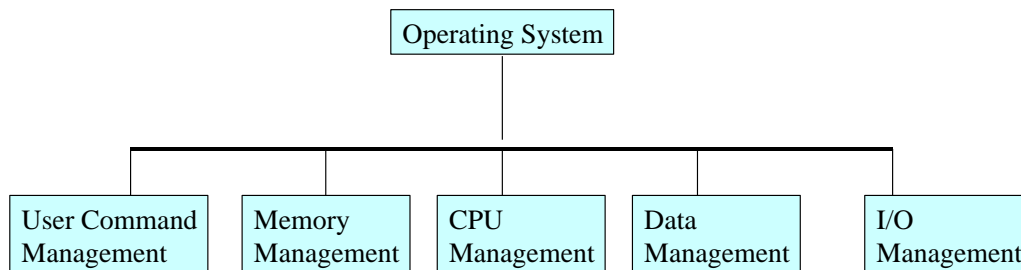 Operating System
User Command
Management
Memory
Management
CPU
Management
Data
Management
I/O
Management